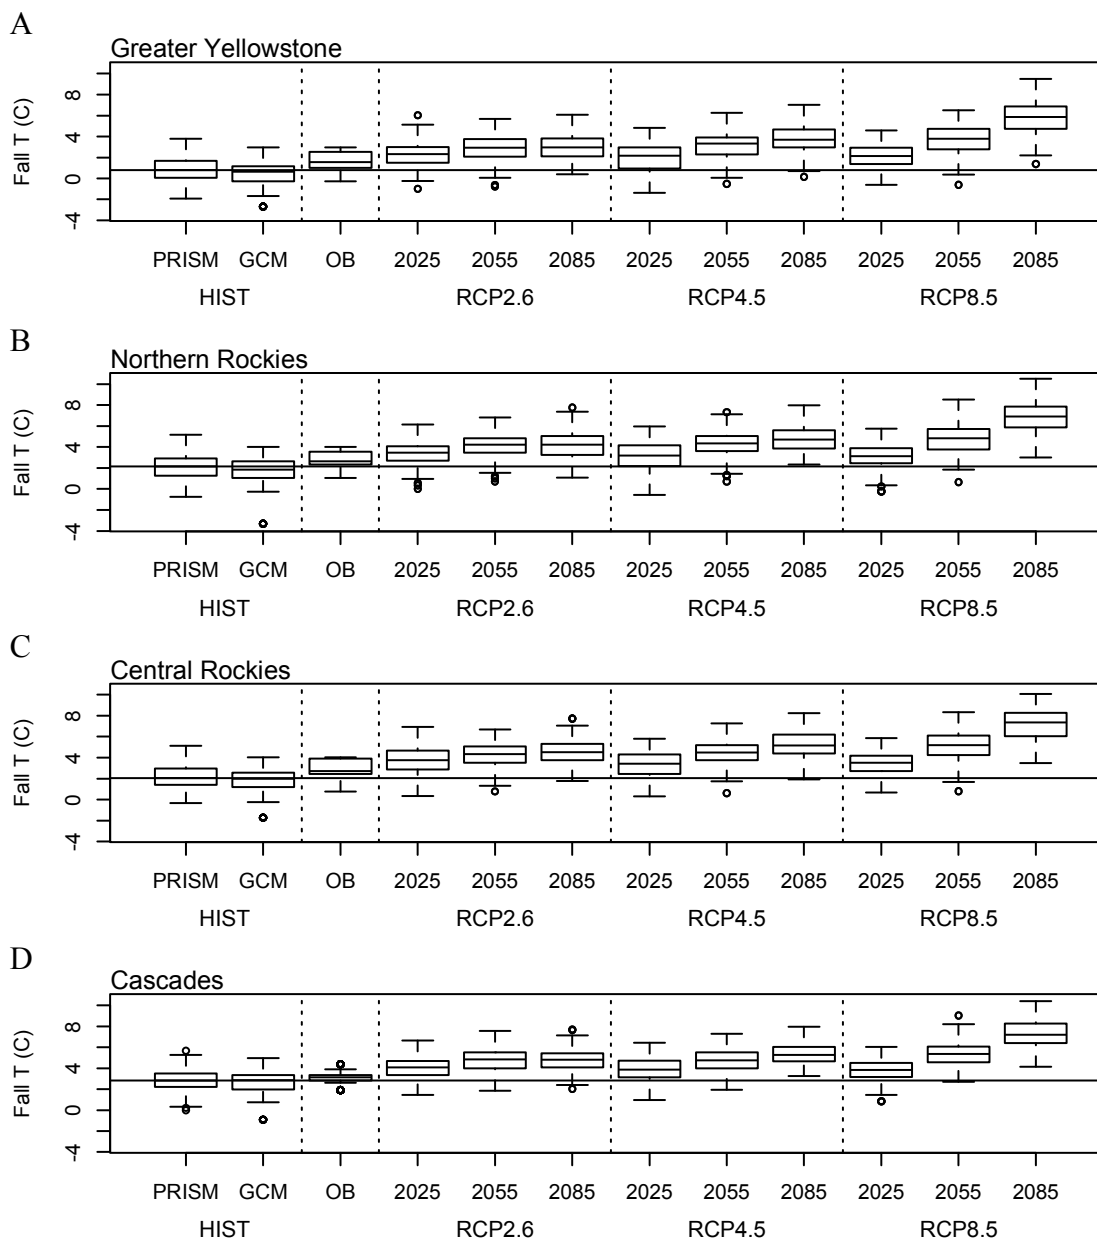 A
Greater Yellowstone
Fall T (C)
8
4
0
-4
PRISM GCM OB 2025 2055 2085 2025 2055 2085 2025 2055 2085
HIST RCP2.6 RCP4.5 RCP8.5
B
Northern Rockies
Fall T (C)
8
4
0
-4
PRISM GCM OB 2025 2055 2085 2025 2055 2085 2025 2055 2085
HIST RCP2.6 RCP4.5 RCP8.5
C
Central Rockies
Fall T (C)
8
4
0
-4
PRISM GCM OB 2025 2055 2085 2025 2055 2085 2025 2055 2085
HIST RCP2.6 RCP4.5 RCP8.5
D
Cascades
Fall T (C)
8
4
0
-4
PRISM GCM OB 2025 2055 2085 2025 2055 2085 2025 2055 2085
HIST RCP2.6 RCP4.5 RCP8.5